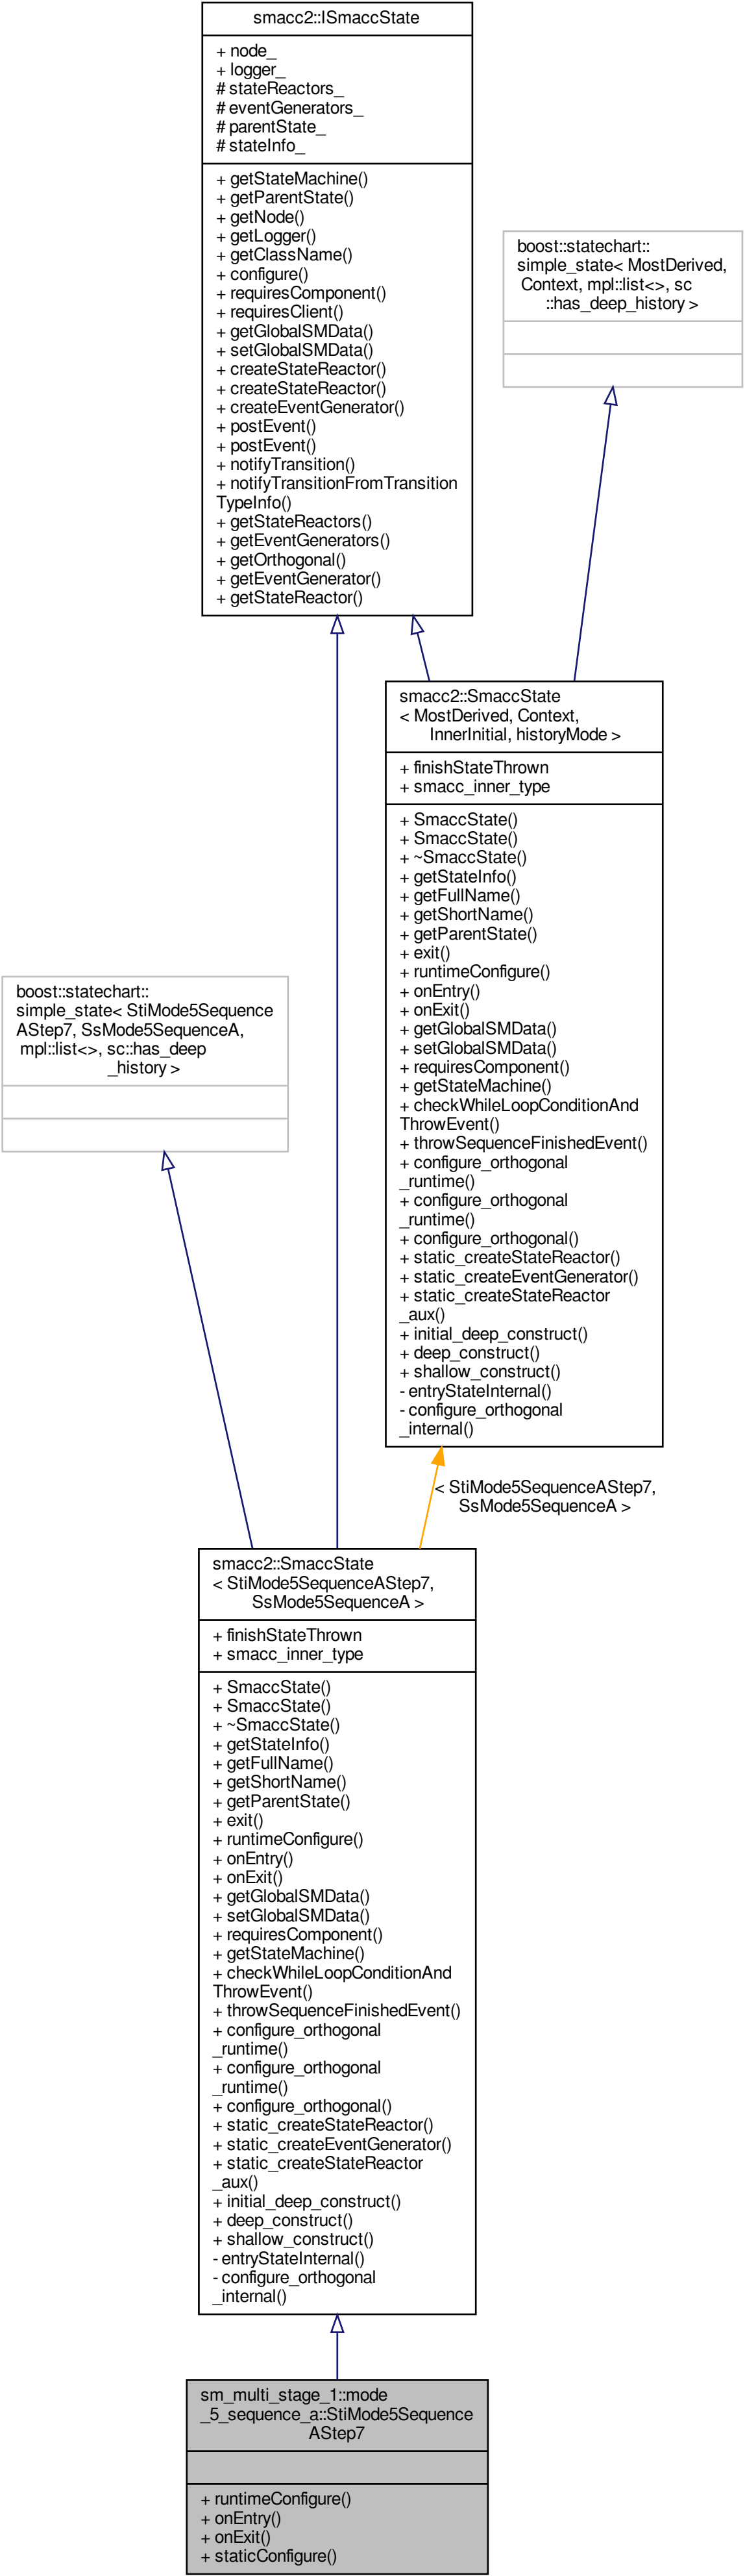 smacc2::ISmaccState
+ node_
+ logger_
# stateReactors_
# eventGenerators_
# parentState_
# stateInfo_
+ getStateMachine()
+ getParentState()
+ getNode()
+ getLogger()
+ getClassName()
+ configure()
+ requiresComponent()
+ requiresClient()
+ getGlobalSMData()
+ setGlobalSMData()
+ createStateReactor()
+ createStateReactor()
+ createEventGenerator()
+ postEvent()
+ postEvent()
+ notifyTransition()
+ notifyTransitionFromTransition
TypeInfo()
+ getStateReactors()
+ getEventGenerators()
+ getOrthogonal()
+ getEventGenerator()
+ getStateReactor()
boost::statechart::
simple_state< MostDerived,
Context, mpl::list<>, sc
::has_deep_history >
smacc2::SmaccState
< MostDerived, Context,
InnerInitial, historyMode >
+ finishStateThrown
+ smacc_inner_type
+ SmaccState()
+ SmaccState()
+ ~SmaccState()
+ getStateInfo()
+ getFullName()
+ getShortName()
+ getParentState()
+ exit()
+ runtimeConfigure()
+ onEntry()
+ onExit()
+ getGlobalSMData()
+ setGlobalSMData()
+ requiresComponent()
+ getStateMachine()
+ checkWhileLoopConditionAnd
ThrowEvent()
+ throwSequenceFinishedEvent()
+ configure_orthogonal
_runtime()
+ configure_orthogonal
_runtime()
+ configure_orthogonal()
+ static_createStateReactor()
+ static_createEventGenerator()
+ static_createStateReactor
_aux()
+ initial_deep_construct()
+ deep_construct()
+ shallow_construct()
- entryStateInternal()
- configure_orthogonal
_internal()
boost::statechart::
simple_state< StiMode5Sequence
AStep7, SsMode5SequenceA,
mpl::list<>, sc::has_deep
_history >
< StiMode5SequenceAStep7,
SsMode5SequenceA >
smacc2::SmaccState
< StiMode5SequenceAStep7,
SsMode5SequenceA >
+ finishStateThrown
+ smacc_inner_type
+ SmaccState()
+ SmaccState()
+ ~SmaccState()
+ getStateInfo()
+ getFullName()
+ getShortName()
+ getParentState()
+ exit()
+ runtimeConfigure()
+ onEntry()
+ onExit()
+ getGlobalSMData()
+ setGlobalSMData()
+ requiresComponent()
+ getStateMachine()
+ checkWhileLoopConditionAnd
ThrowEvent()
+ throwSequenceFinishedEvent()
+ configure_orthogonal
_runtime()
+ configure_orthogonal
_runtime()
+ configure_orthogonal()
+ static_createStateReactor()
+ static_createEventGenerator()
+ static_createStateReactor
_aux()
+ initial_deep_construct()
+ deep_construct()
+ shallow_construct()
- entryStateInternal()
- configure_orthogonal
_internal()
sm_multi_stage_1::mode
_5_sequence_a::StiMode5Sequence
AStep7
+ runtimeConfigure()
+ onEntry()
+ onExit()
+ staticConfigure()